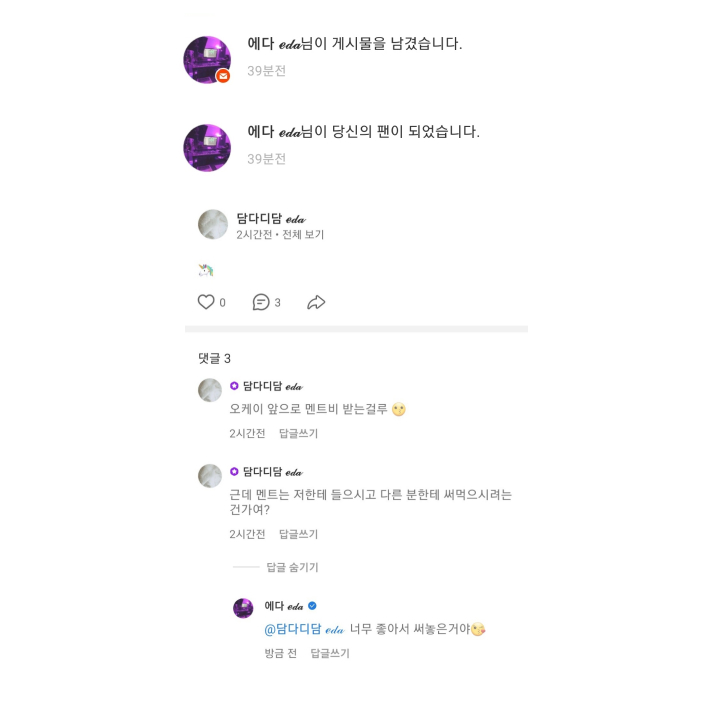 에다 𝓮𝓭𝓪님이 게시물을 남겼습니다.
39분전
에다 𝓮𝓭𝓪님이 당신의 팬이 되었습니다.
39분전
담다디담 𝓮𝓭𝓪
2시간전 • 전체 보기
0 3
댓글 3
담다디담 𝓮𝓭𝓪
오케이 앞으로 멘트비 받는걸루
2시간전 답글쓰기
담다디담 𝓮𝓭𝓪
근데 멘트는 저한테 들으시고 다른 분한테 써먹으시려는
건가여?
2시간전 답글쓰기
답글 숨기기
에다 𝓮𝓭𝓪
@담다디담 𝓮𝓭𝓪 너무 좋아서 써놓은거야😘
방금 전 답글쓰기